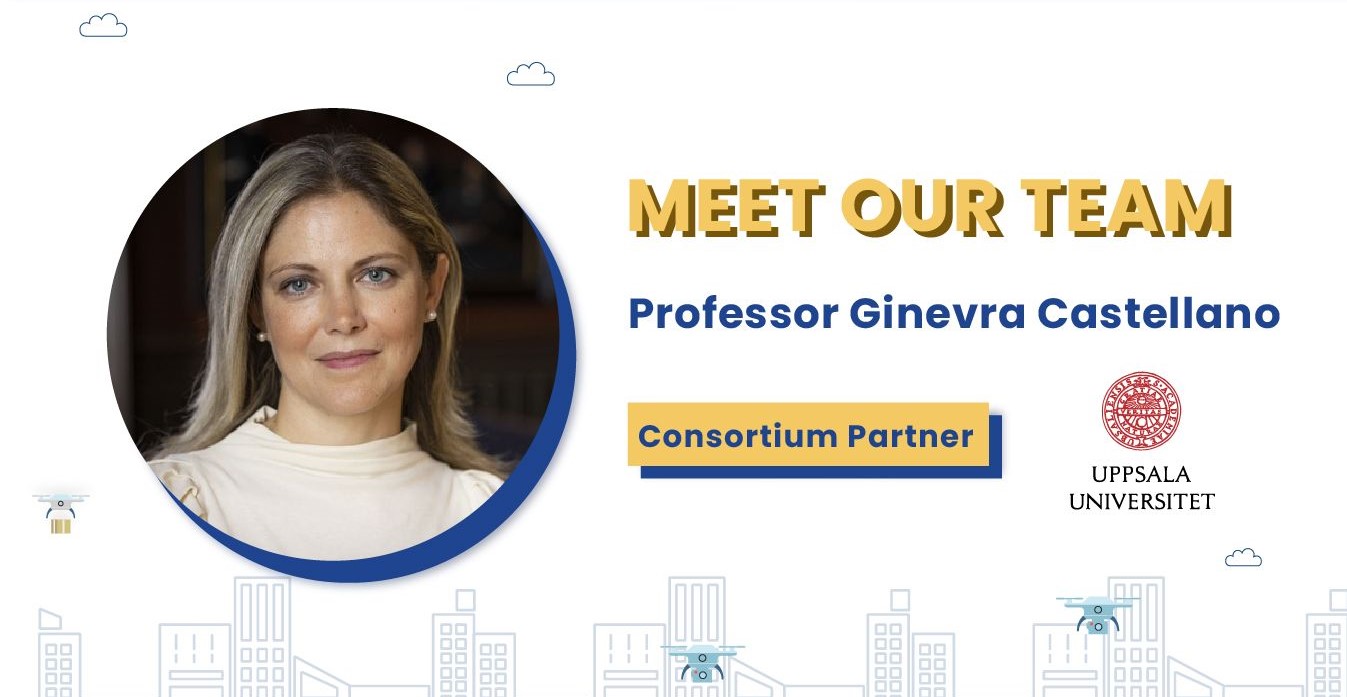 MEET OUR TEAM
Professor Ginevra Castellano
Consortium Partner
UPPSALA
UNIVERSITET